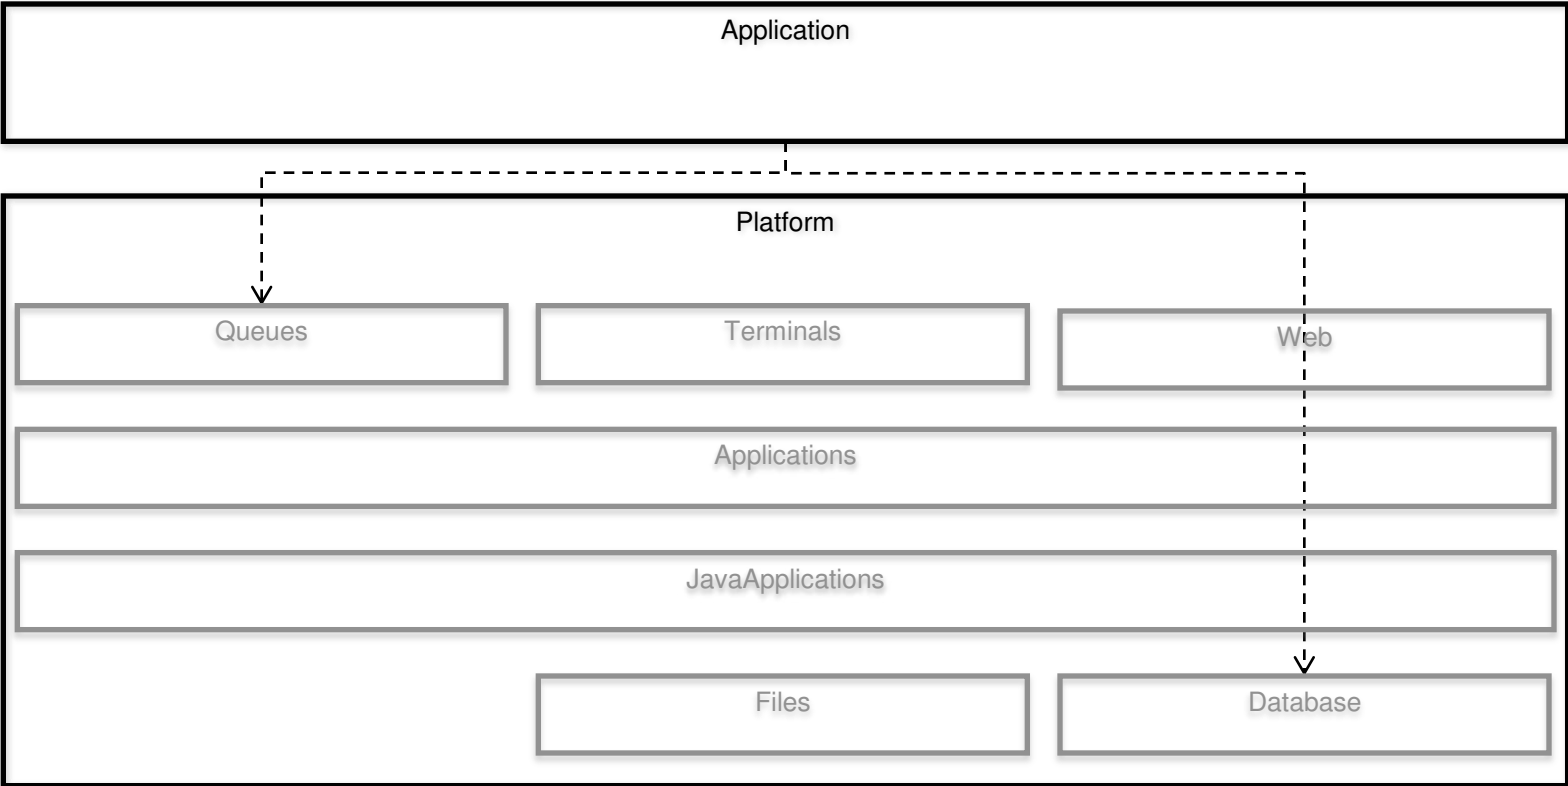 Application
Platform
Queues
Terminals
Web
Applications
JavaApplications
Files
Database